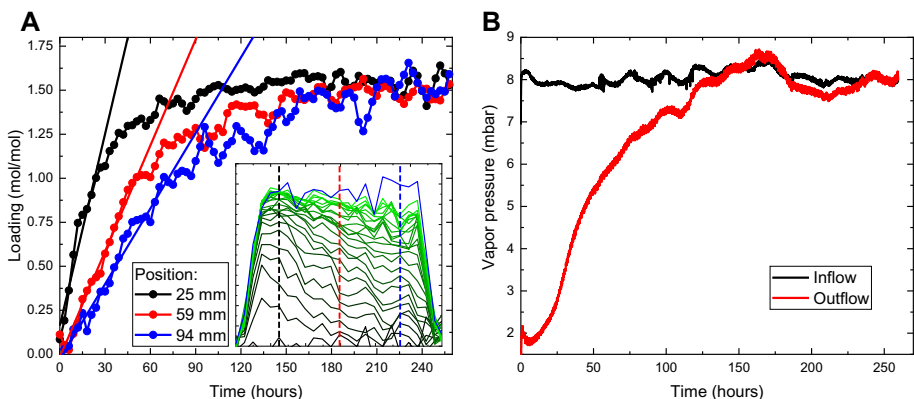 A
1.75
1.50
1.25
1.00
0.75
0.50
0.25
0.00
Loading (mol/mol)
0 30 60 90 120 150 180 210 240
Time (hours)
Position:
25 mm
59 mm
94 mm
B
9
8
7
6
5
4
3
2
Vapor pressure (mbar)
0 50 100 150 200 250
Time (hours)
Inflow
Outflow